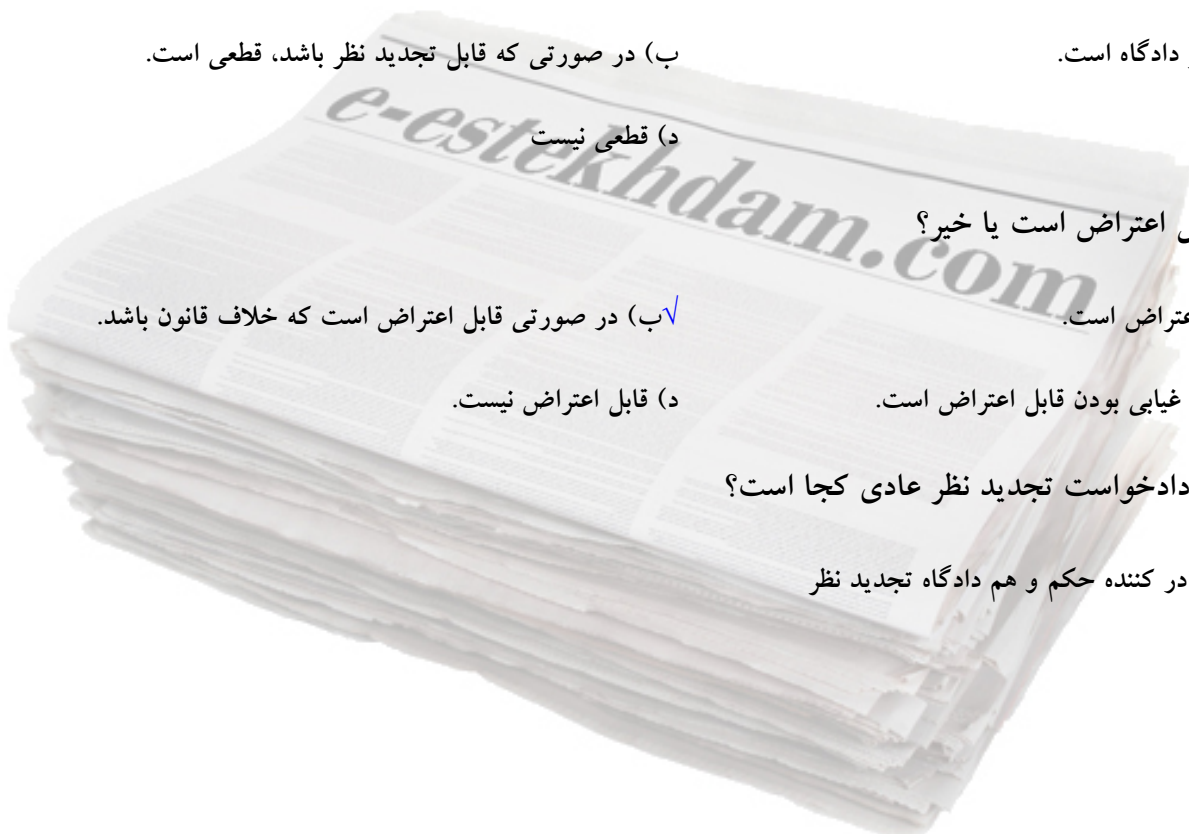 دادگاه است.
ب) در صورتی که قابل تجدید نظر باشد، قطعی است.
د) قطعی نیست
اعتراض است یا خیر؟
عتراض است.
√ب) در صورتی قابل اعتراض است که خلاف قانون باشد.
غیابی بودن قابل اعتراض است.
د) قابل اعتراض نیست.
دادخواست تجدید نظر عادی کجا است؟
در کننده حکم و هم دادگاه تجدید نظر
e-estekhdam.com